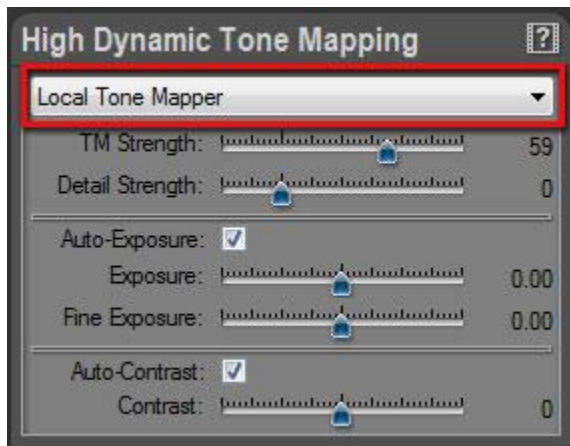 High Dynamic Tone Mapping ?
Local Tone Mapper
TM Strength: 59
Detail Strength: 0
Auto-Exposure:
Exposure: 0.00
Fine Exposure: 0.00
Auto-Contrast:
Contrast: 0